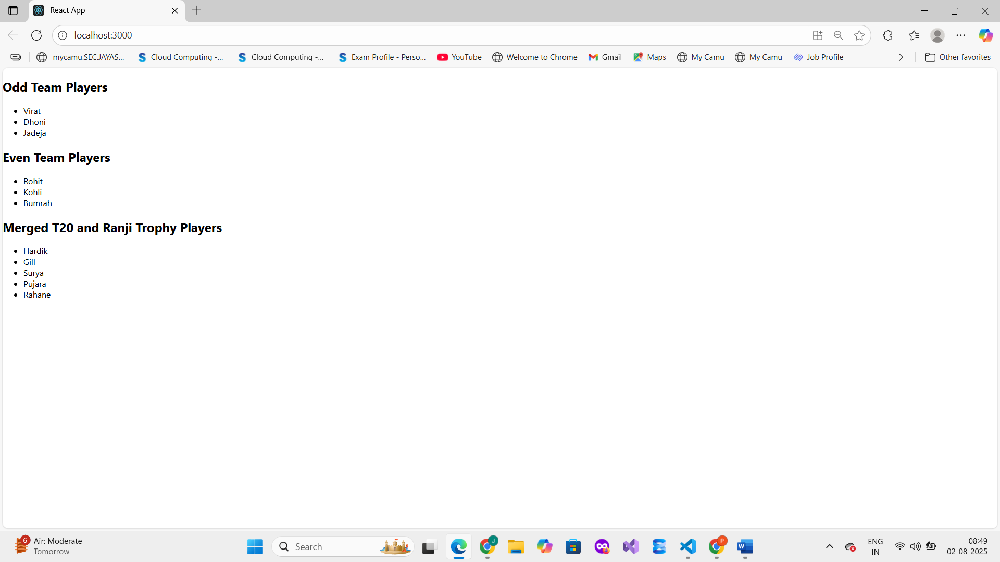 React App
localhost:3000
mycamu.SEC.JAYAS... Cloud Computing -... Cloud Computing -... Exam Profile - Perso... YouTube Welcome to Chrome Gmail Maps My Camu My Camu Job Profile Other favorites
Odd Team Players
Virat
Dhoni
Jadeja
Even Team Players
Rohit
Kohli
Bumrah
Merged T20 and Ranji Trophy Players
Hardik
Gill
Surya
Pujara
Rahane
6
Air: Moderate
Tomorrow
Search
J
P
W
ENG
IN
08:49
02-08-2025